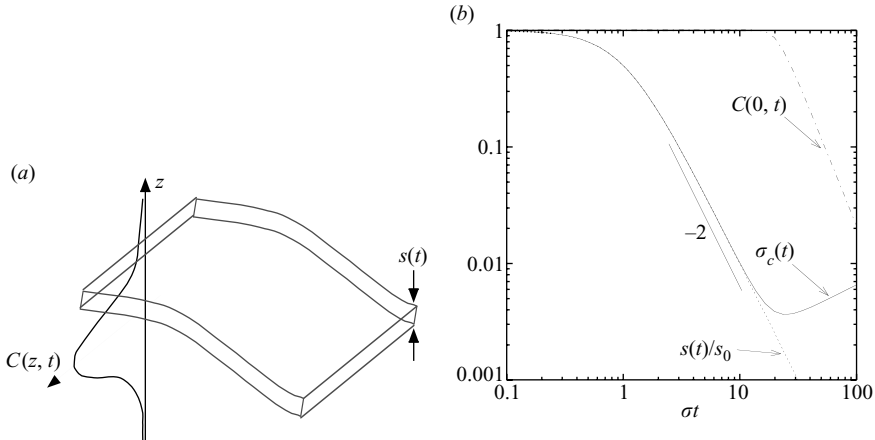 (a)
z
s(t)
C(z, t)
(b)
1
0.1
0.01
0.001
0.1
1
10
100
σt
C(0, t)
−2
σc(t)
s(t)/s0